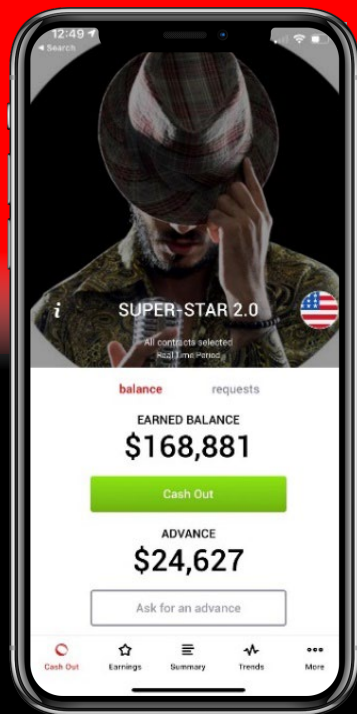 12:49
Search
i
SUPER-STAR 2.0
All contracts selected
Real Time Period
balance requests
EARNED BALANCE
$168,881
Cash Out
ADVANCE
$24,627
Ask for an advance
Cash Out Earnings Summary Trends More